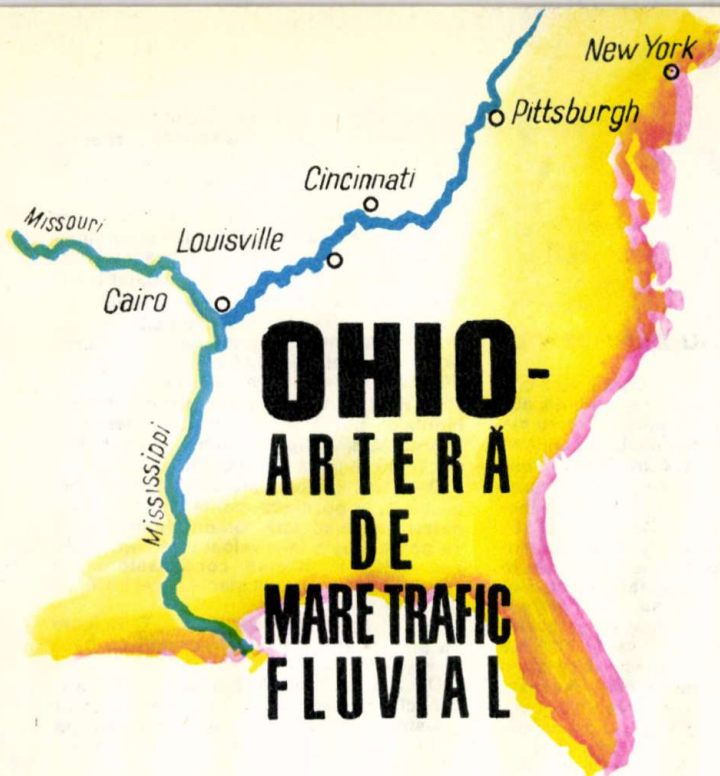 New York
Pittsburgh
Cincinnati
Missouri
Louisville
Cairo
Mississippi
OHIO-
ARTERĂ
DE
MARE TRAFIC
FLUVIAL